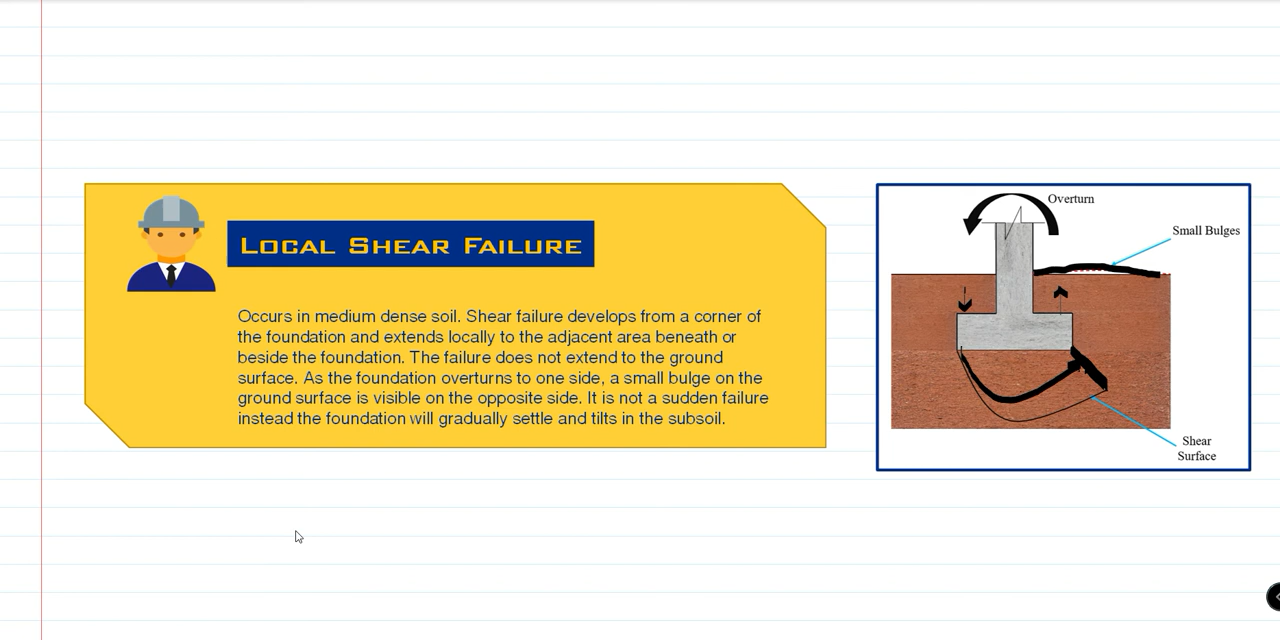 Local Shear Failure
Occurs in medium dense soil. Shear failure develops from a corner of
the foundation and extends locally to the adjacent area beneath or
beside the foundation. The failure does not extend to the ground
surface. As the foundation overturns to one side, a small bulge on the
ground surface is visible on the opposite side. It is not a sudden failure
instead the foundation will gradually settle and tilts in the subsoil.
Overturn
Small Bulges
Shear
Surface